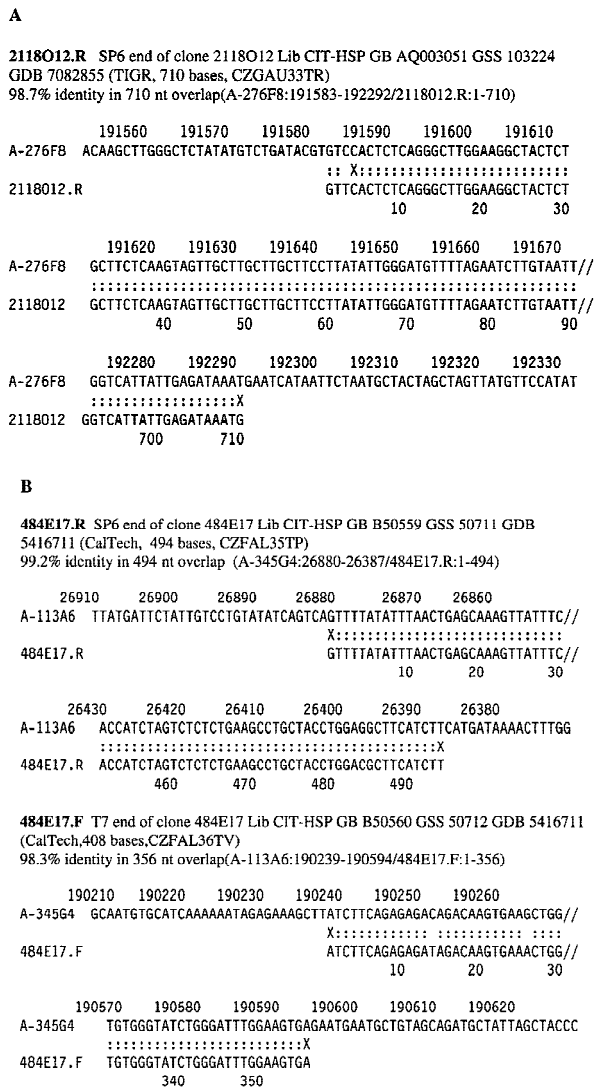 A
2118O12.R SP6 end of clone 2118O12 Lib CIT-HSP GB AQ003051 GSS 103224
GDB 7082855 (TIGR, 710 bases, CZGAU33TR)
98.7% identity in 710 nt overlap(A-276F8:191583-192292/2118012.R:1-710)
191560 191570 191580 191590 191600 191610
A-276F8 ACAAGCTTGGGCTCTATATGTCTGATACGTGTCCACTCTCAGGGCTTGGAAGGCTACTCT
:: X::::::::::::::::::::::::::
2118012.R GTTCACTCTCAGGGCTTGGAAGGCTACTCT
10 20 30
191620 191630 191640 191650 191660 191670
A-276F8 GCTTCTCAAGTAGTTGCTTGCTTGCTTCCTTATATTGGGATGTTTTAGAATCTTGTAATT//
::::::::::::::::::::::::::::::::::::::::::::::::::::::::::::
2118012 GCTTCTCAAGTAGTTGCTTGCTTGCTTCCTTATATTGGGATGTTTTAGAATCTTGTAATT//
40 50 60 70 80 90
192280 192290 192300 192310 192320 192330
A-276F8 GGTCATTATTGAGATAAATGAATCATAATTCTAATGCTACTAGCTAGTTATGTTCCATAT
::::::::::::::::::X
2118012 GGTCATTATTGAGATAAATG
700 710
B
484E17.R SP6 end of clone 484E17 Lib CIT-HSP GB B50559 GSS 50711 GDB
5416711 (CalTech, 494 bases, CZFAL35TP)
99.2% identity in 494 nt overlap (A-345G4:26880-26387/484E17.R:1-494)
26910 26900 26890 26880 26870 26860
A-113A6 TTATGATTCTATTGTCCTGTATATCAGTCAGTTTTATATTTAACTGAGCAAAGTTATTTC//
X:::::::::::::::::::::::::::::
484E17.R GTTTTATATTTAACTGAGCAAAGTTATTTC//
10 20 30
26430 26420 26410 26400 26390 26380
A-113A6 ACCATCTAGTCTCTCTGAAGCCTGCTACCTGGAGGCTTCATCTTCATGATAAAACTTTGG
:::::::::::::::::::::::::::::::::::::::::::X
484E17.R ACCATCTAGTCTCTCTGAAGCCTGCTACCTGGACGCTTCATCTT
460 470 480 490
484E17.F T7 end of clone 484E17 Lib CIT-HSP GB B50560 GSS 50712 GDB 5416711
(CalTech,408 bases,CZFAL36TV)
98.3% identity in 356 nt overlap(A-113A6:190239-190594/484E17.F:1-356)
190210 190220 190230 190240 190250 190260
A-345G4 GCAATGTGCATCAAAAAATAGAGAAAGCTTATCTTCAGAGAGACAGACAAGTGAAGCTGG//
X:::::::::::: ::::::::::: ::::
484E17.F ATCTTCAGAGAGATAGACAAGTGAAACTGG//
10 20 30
190570 190580 190590 190600 190610 190620
A-345G4 TGTGGGTATCTGGGATTTGGAAGTGAGAATGAATGCTGTAGCAGATGCTATTAGCTACCC
:::::::::::::::::::::::::X
484E17.F TGTGGGTATCTGGGATTTGGAAGTGA
340 350